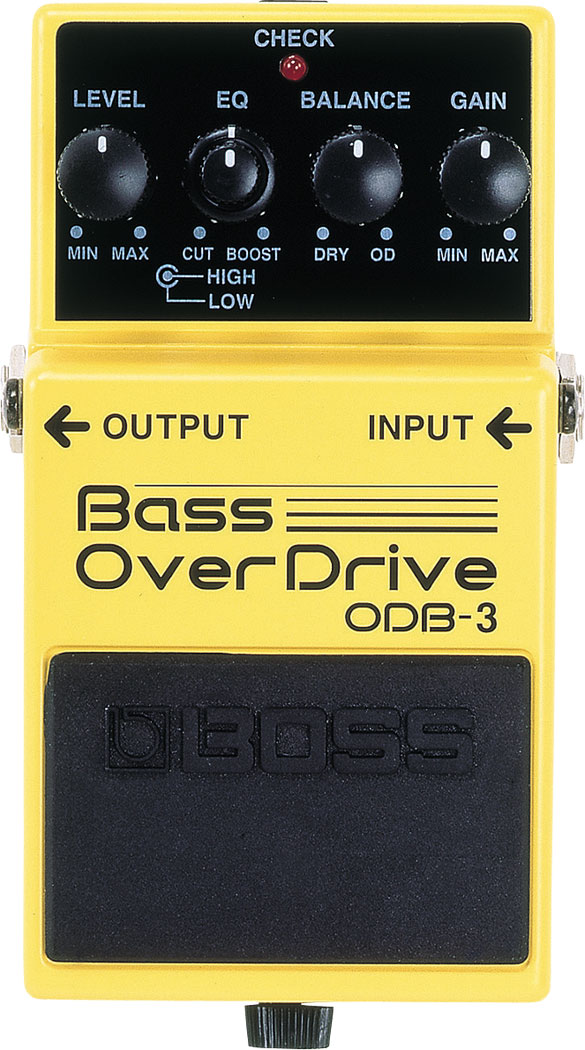 CHECK
LEVEL EQ BALANCE GAIN
MIN MAX CUT BOOST DRY OD MIN MAX
HIGH
LOW
OUTPUT INPUT
Bass
OverDrive
ODB-3
BOSS